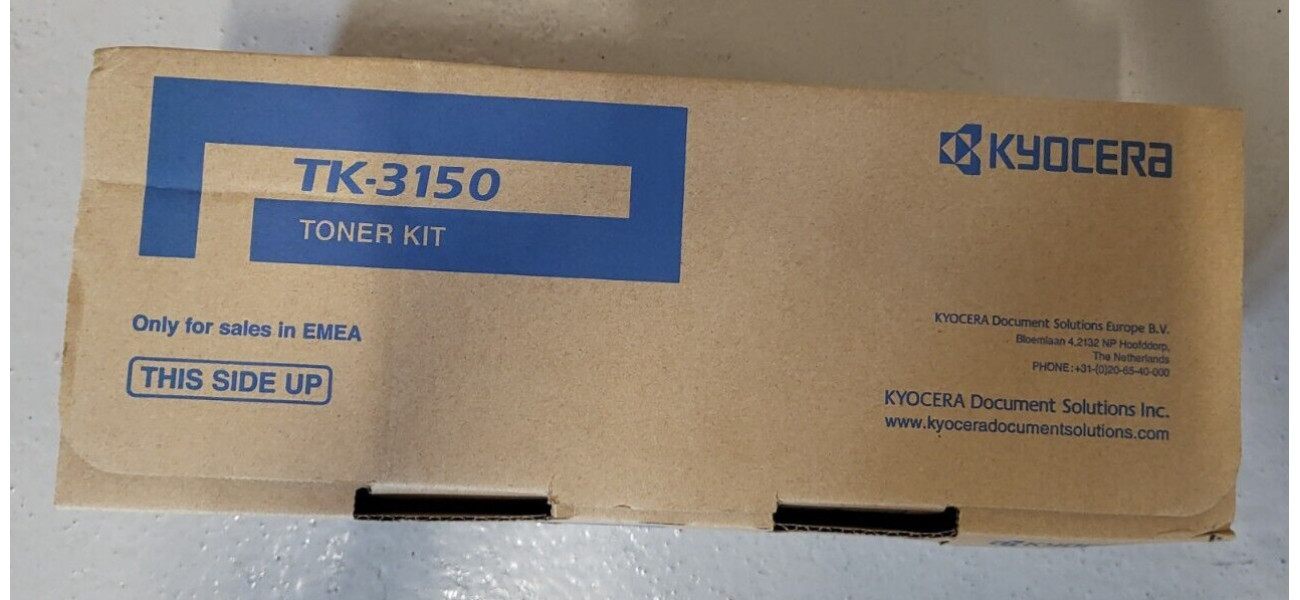 TK-3150
TONER KIT
KYOCERA
Only for sales in EMEA
THIS SIDE UP
KYOCERA Document Solutions Europe B.V.
Bloemlaan 4,2132 NP Hoofddorp,
The Netherlands
PHONE:+31-(0)20-65-40-000
KYOCERA Document Solutions Inc.
www.kyoceradocumentsolutions.com